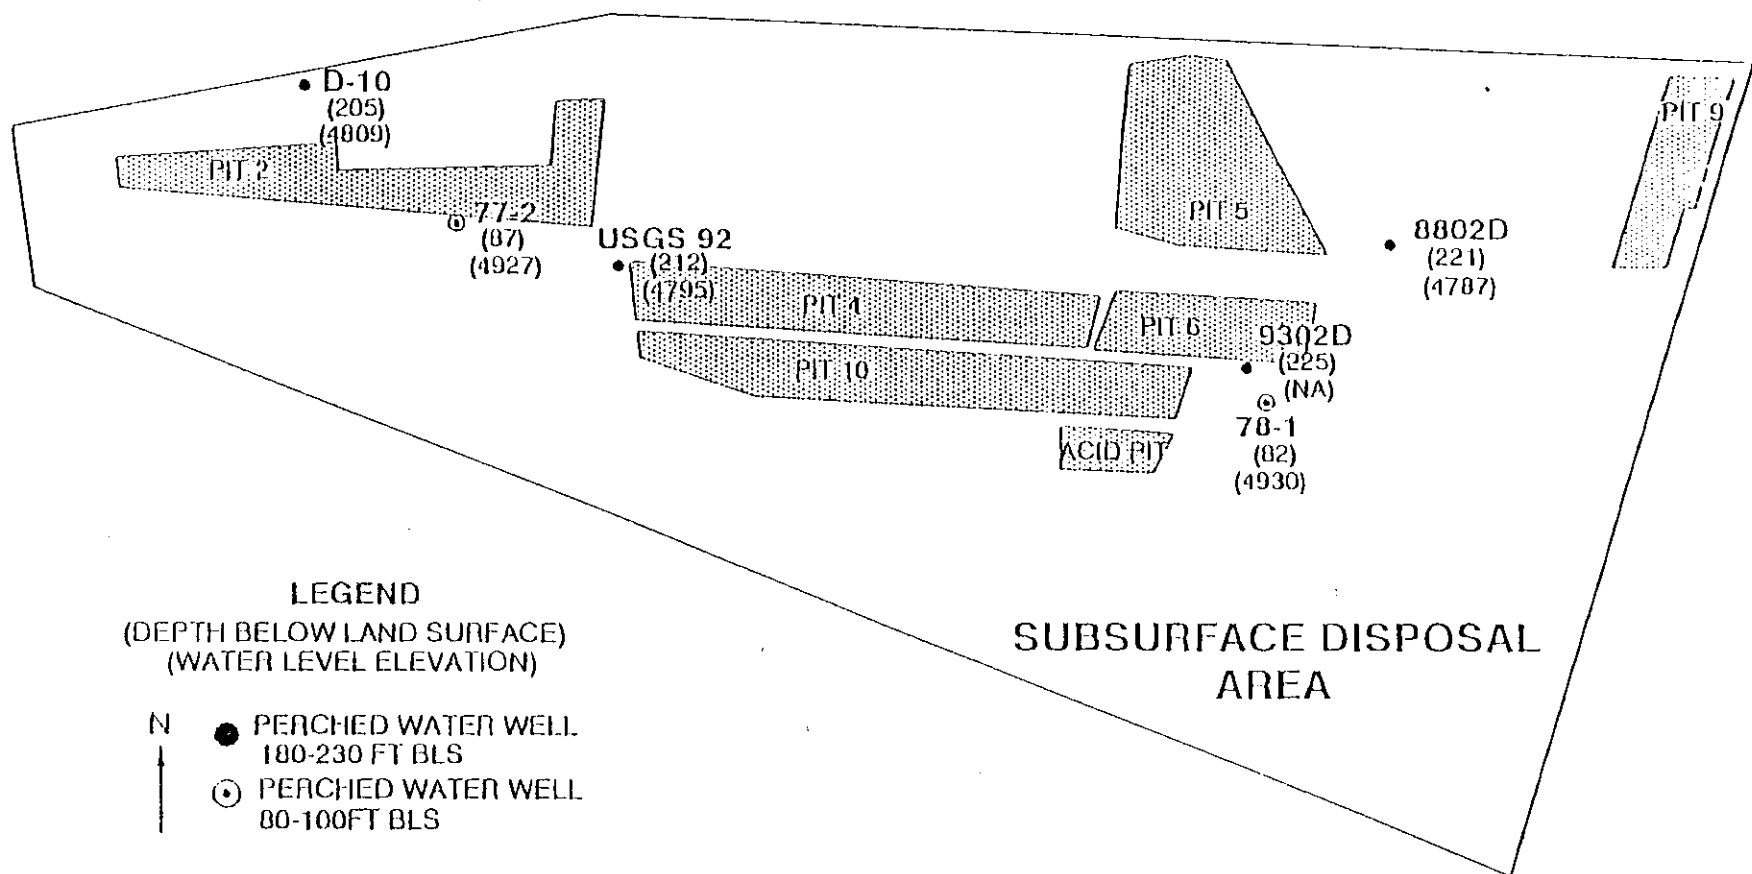 D-10
(205)
(4809)
PIT 2
77-2
(87)
(4927)
USGS 92
(212)
(4795)
PIT 4
PIT 10
ACID PIT
PIT 5
PIT 6
9302D
(225)
(NA)
78-1
(82)
(4930)
8802D
(221)
(4787)
PIT 9
LEGEND
(DEPTH BELOW LAND SURFACE)
(WATER LEVEL ELEVATION)
N
PERCHED WATER WELL
180-230 FT BLS
PERCHED WATER WELL
80-100FT BLS
SUBSURFACE DISPOSAL
AREA